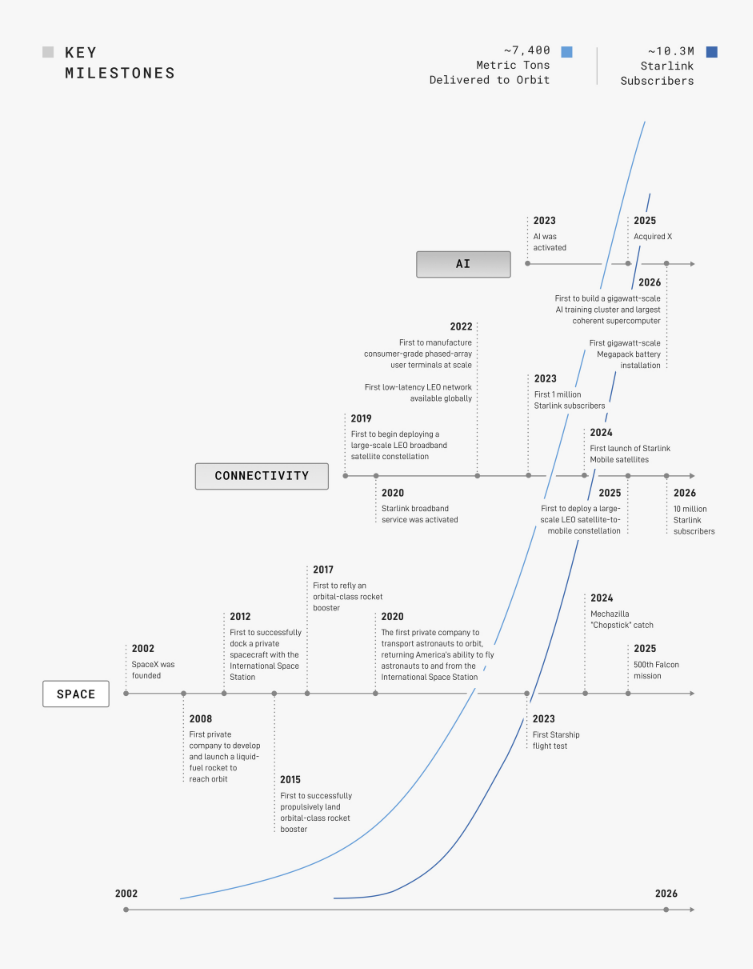 KEY
MILESTONES
~7,400
Metric Tons
Delivered to Orbit
~10.3M
Starlink
Subscribers
2023
AI was
activated
2025
Acquired X
AI
2026
First to build a gigawatt-scale
AI training cluster and largest
coherent supercomputer
First gigawatt-scale
Megapack battery
installation
2022
First to manufacture
consumer-grade phased-array
user terminals at scale
First low-latency LEO network
available globally
2023
First 1 million
Starlink subscribers
2019
First to begin deploying a
large-scale LEO broadband
satellite constellation
2024
First launch of Starlink
Mobile satellites
CONNECTIVITY
2020
Starlink broadband
service was activated
2025
First to deploy a large-
scale LEO satellite-to-
mobile constellation
2026
10 million
Starlink
subscribers
2017
First to refly an
orbital-class rocket
booster
2012
First to successfully
dock a private
spacecraft with the
International Space
Station
2020
The first private company to
transport astronauts to orbit,
returning America's ability to fly
astronauts to and from the
International Space Station
2024
Mechazilla
"Chopstick" catch
2002
SpaceX was
founded
2025
500th Falcon
mission
SPACE
2008
First private
company to develop
and launch a liquid-
fuel rocket to
reach orbit
2023
First Starship
flight test
2015
First to successfully
propulsively land
orbital-class rocket
booster
2002
2026